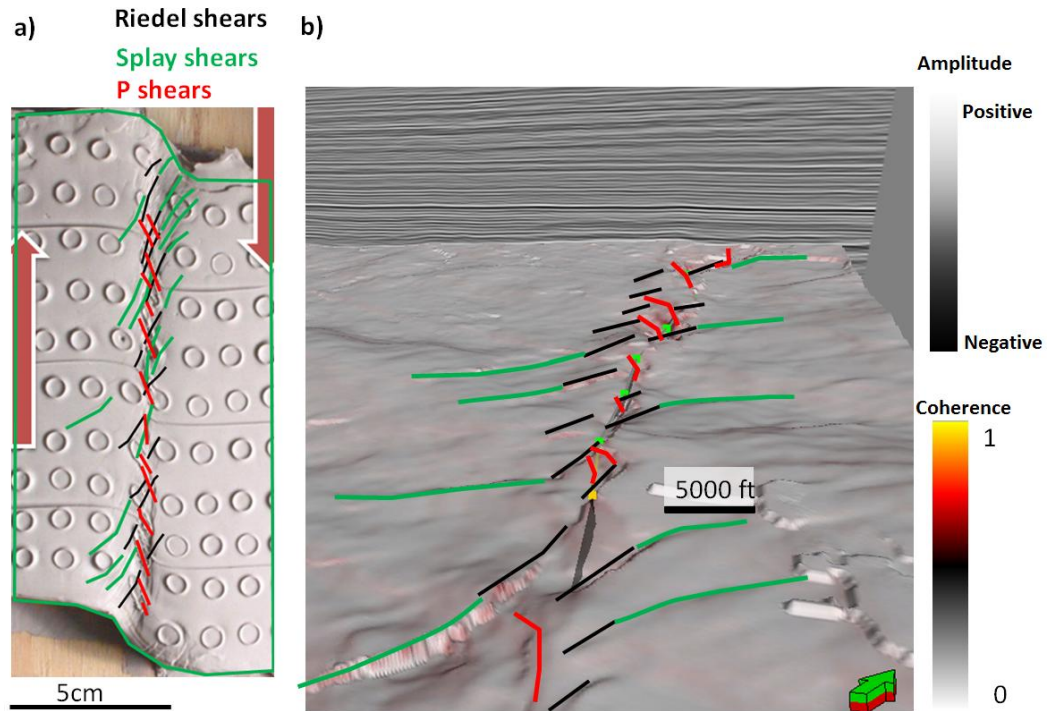 a)
Riedel shears
Splay shears
P shears
5cm
b)
5000 ft
Amplitude
Positive
Negative
Coherence
1
0